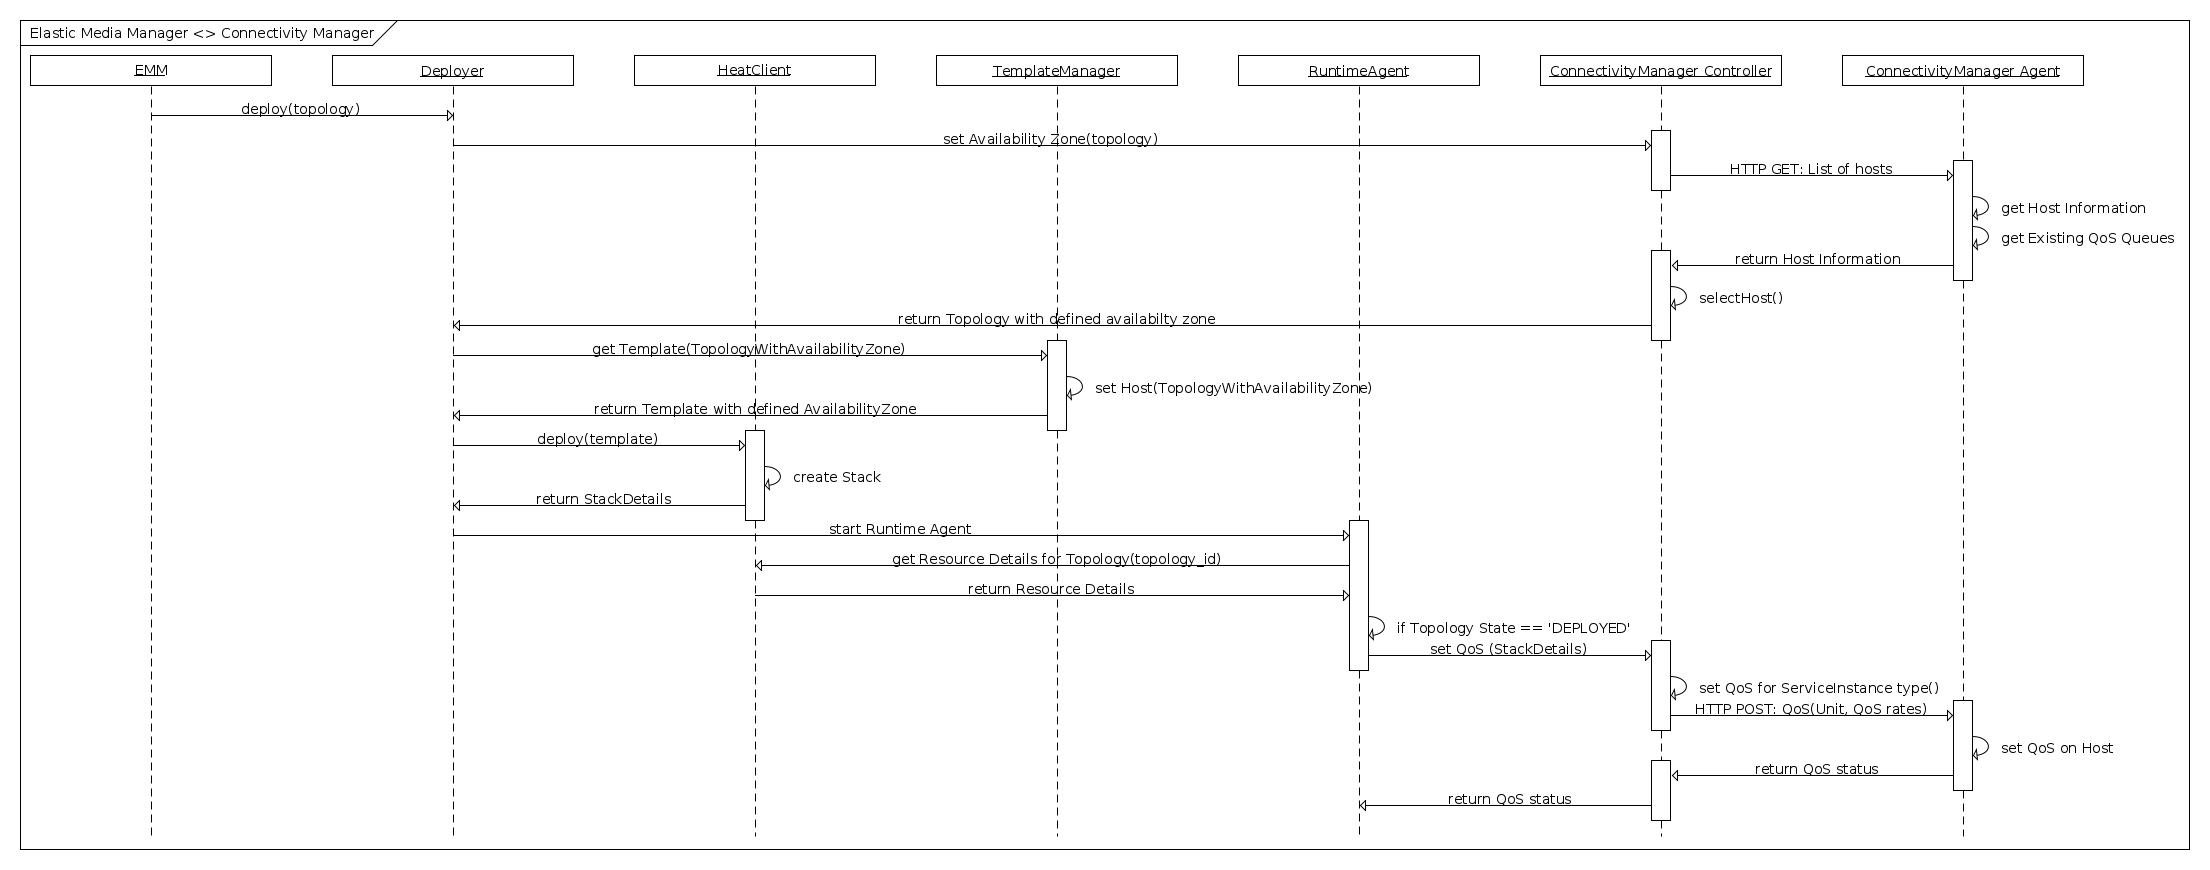 Elastic Media Manager <> Connectivity Manager
EMM
Deployer
HeatClient
TemplateManager
RuntimeAgent
ConnectivityManager Controller
ConnectivityManager Agent
deploy(topology)
set Availability Zone(topology)
HTTP GET: List of hosts
get Host Information
get Existing QoS Queues
return Host Information
selectHost()
return Topology with defined availabilty zone
get Template(TopologyWithAvailabilityZone)
set Host(TopologyWithAvailabilityZone)
return Template with defined AvailabilityZone
deploy(template)
create Stack
return StackDetails
start Runtime Agent
get Resource Details for Topology(topology_id)
return Resource Details
if Topology State == 'DEPLOYED'
set QoS (StackDetails)
set QoS for ServiceInstance type()
HTTP POST: QoS(Unit, QoS rates)
set QoS on Host
return QoS status
return QoS status